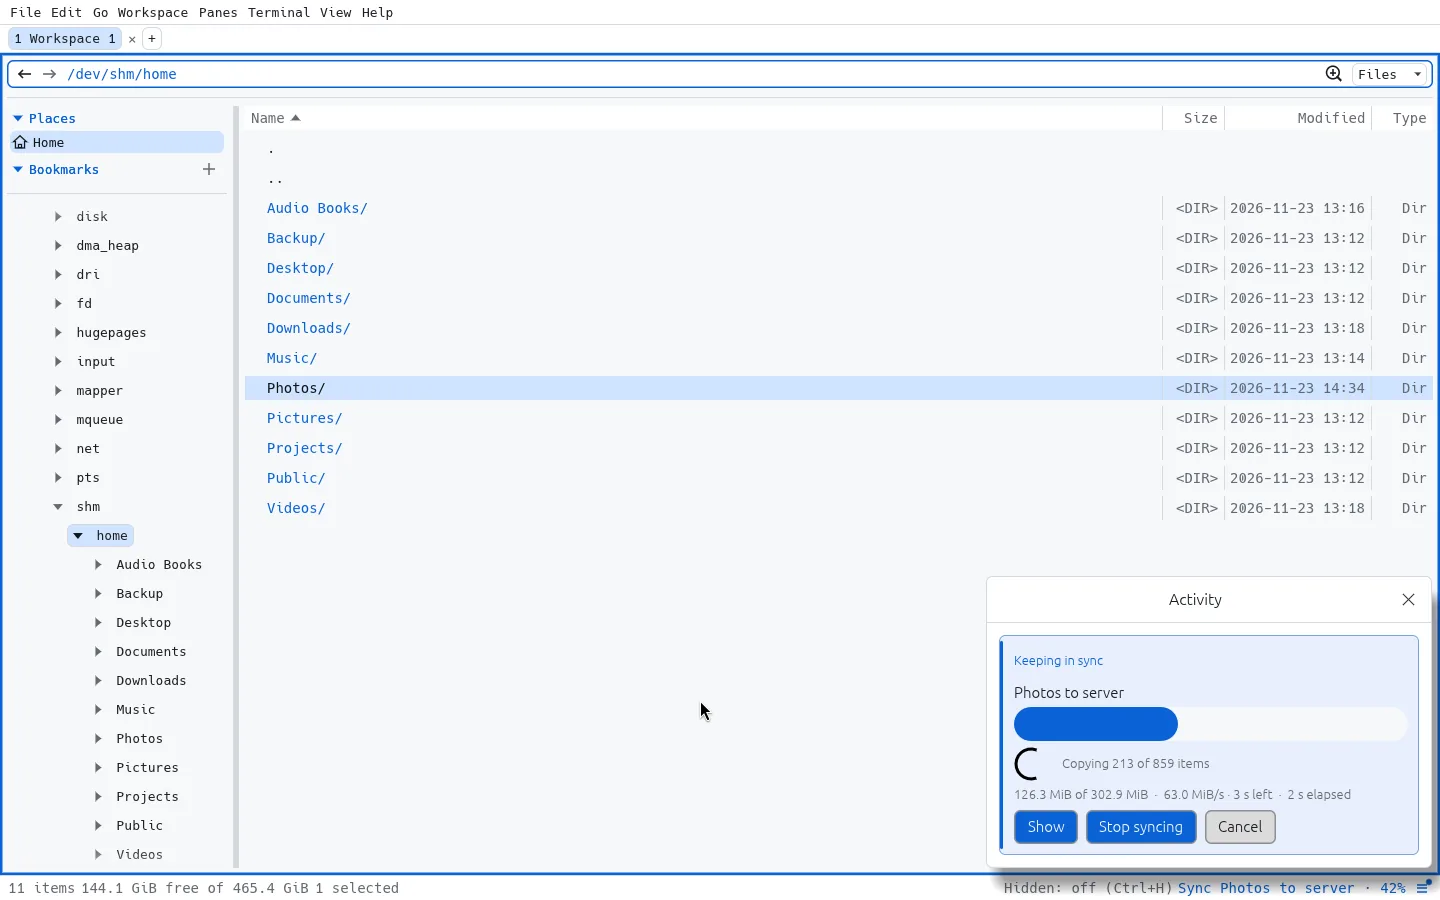 File Edit Go Workspace Panes Terminal View Help
1 Workspace 1 × +
/dev/shm/home
Files
Places
Home
Bookmarks
disk
dma_heap
dri
fd
hugepages
input
mapper
mqueue
net
pts
shm
home
Audio Books
Backup
Desktop
Documents
Downloads
Music
Photos
Pictures
Projects
Public
Videos
Name Size Modified Type
.
..
Audio Books/ <DIR> 2026-11-23 13:16 Dir
Backup/ <DIR> 2026-11-23 13:12 Dir
Desktop/ <DIR> 2026-11-23 13:12 Dir
Documents/ <DIR> 2026-11-23 13:12 Dir
Downloads/ <DIR> 2026-11-23 13:18 Dir
Music/ <DIR> 2026-11-23 13:14 Dir
Photos/ <DIR> 2026-11-23 14:34 Dir
Pictures/ <DIR> 2026-11-23 13:12 Dir
Projects/ <DIR> 2026-11-23 13:12 Dir
Public/ <DIR> 2026-11-23 13:12 Dir
Videos/ <DIR> 2026-11-23 13:18 Dir
Activity
Keeping in sync
Photos to server
Copying 213 of 859 items
126.3 MiB of 302.9 MiB · 63.0 MiB/s · 3 s left · 2 s elapsed
Show Stop syncing Cancel
11 items 144.1 GiB free of 465.4 GiB 1 selected
Hidden: off (Ctrl+H) Sync Photos to server · 42%